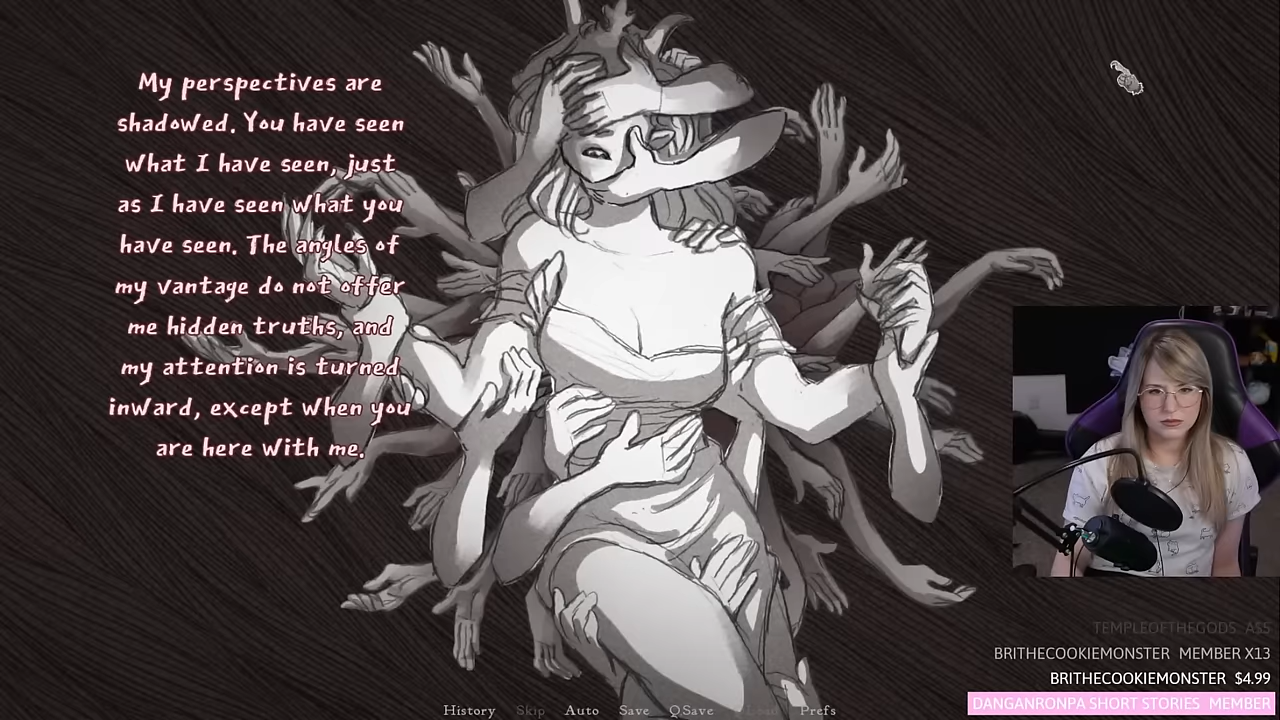 My perspectives are
shadowed. You have seen
what I have seen, just
as I have seen what you
have seen. The angles of
my vantage do not offer
me hidden truths, and
my attention is turned
inward, except when you
are here with me.
TEMPLEOFTHEGODS A$5
BRITHECOOKIEMONSTER MEMBER X13
BRITHECOOKIEMONSTER $4.99
DANGANRONPA SHORT STORIES MEMBER
History Skip Auto Save QSave Prefs